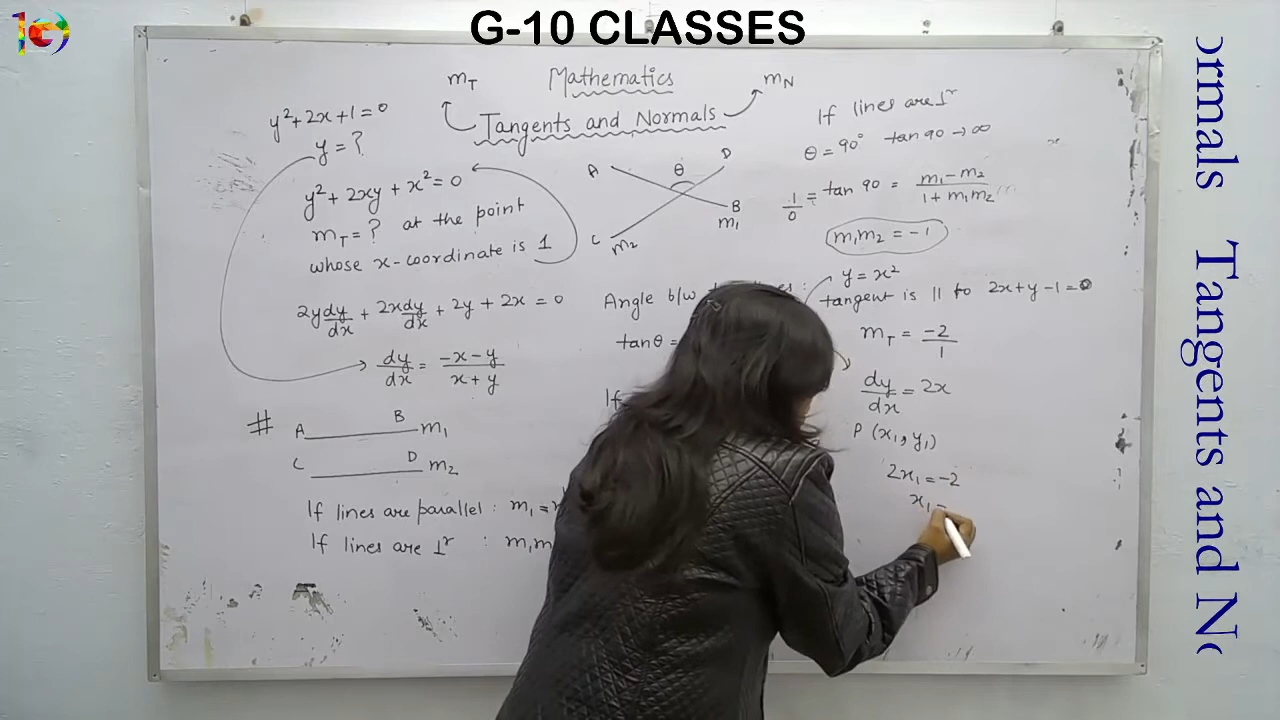 G-10 CLASSES
1G
m_T Mathematics m_N
Tangents and Normals
y²+2x+1=0
y=?
y²+2xy+x²=0
m_T=? at the point
whose x-coordinate is 1
2y dy/dx + 2x dy/dx + 2y + 2x = 0
dy/dx = -x-y / x+y
#
A B m₁
C D m₂
If lines are parallel : m₁ =
If lines are ⊥ʳ : m₁m
A D
θ
B
m₁
C m₂
Angle b/w
tanθ =
If
If lines are ⊥ʳ
θ=90° tan90→∞
1/0 = tan 90 = m₁-m₂ / 1+m₁m₂
m₁m₂ = -1
y=x²
tangent is || to 2x+y-1=0
m_T = -2/1
dy/dx = 2x
P (x₁, y₁)
2x₁=-2
x₁=
ormals Tangents and N